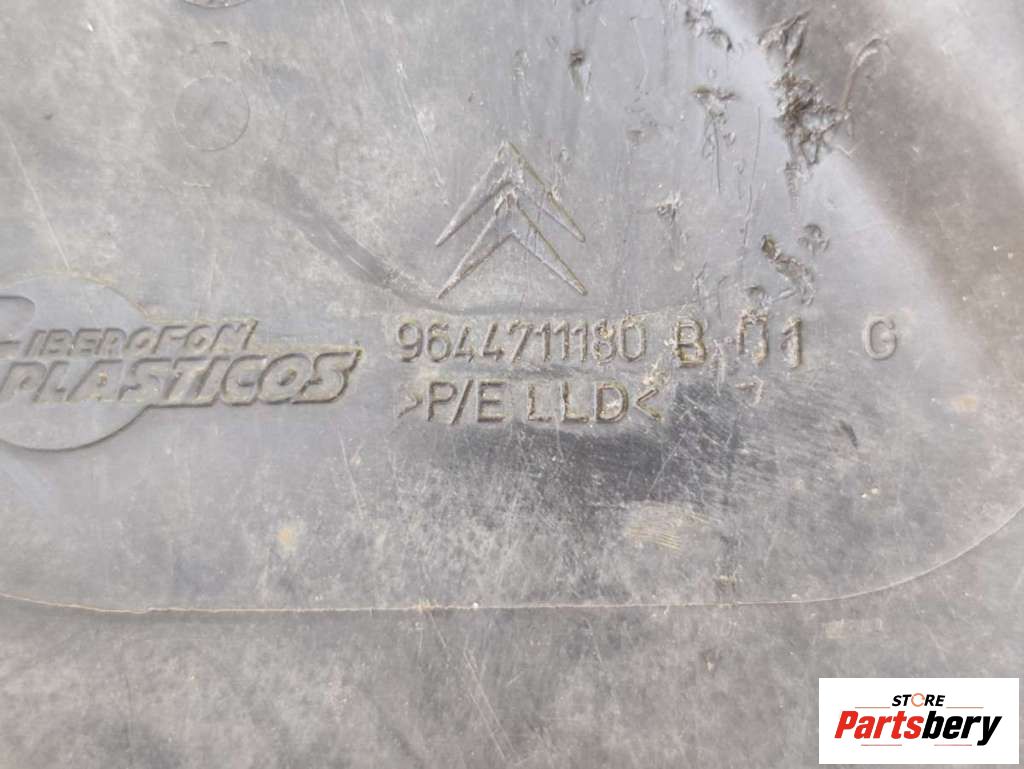 IBEROFON
PLASTICOS
9644711180 B 01 G
>P/E LLD<
STORE
Partsbery